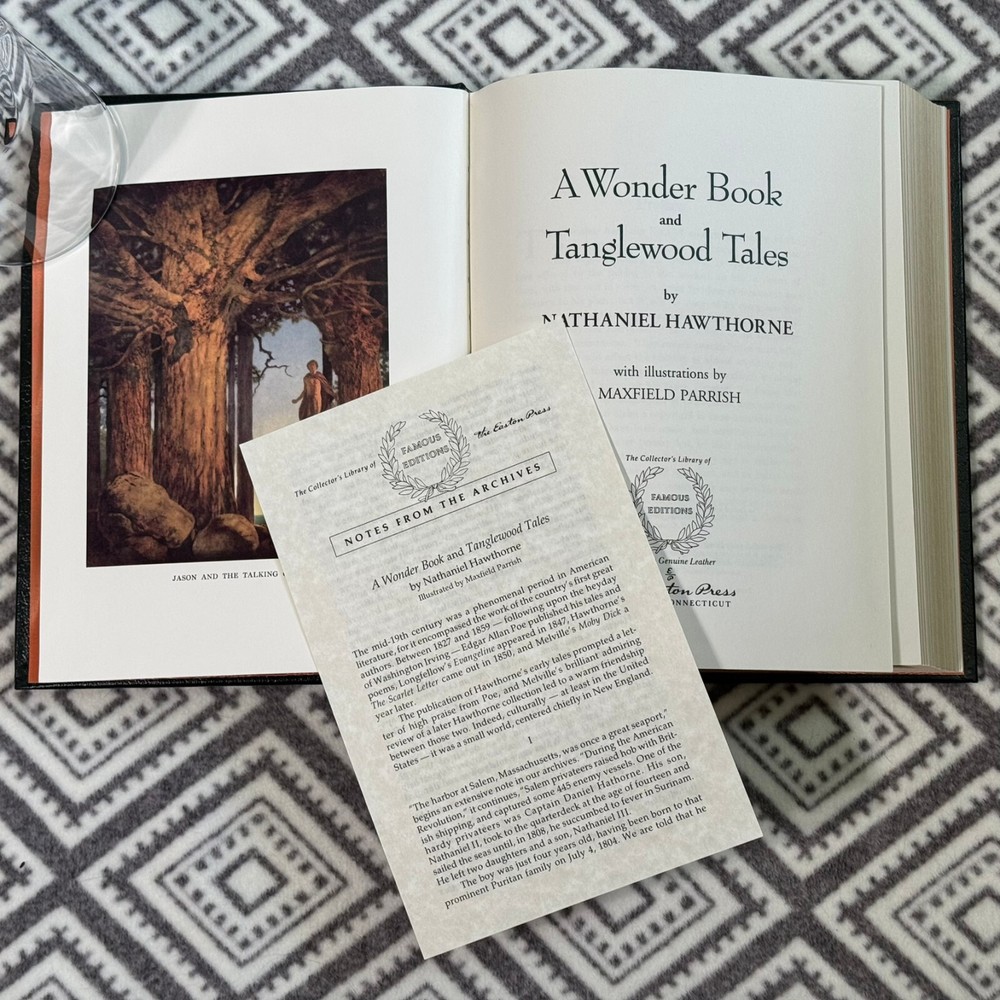 JASON AND THE TALKING
A Wonder Book
and
Tanglewood Tales
by
NATHANIEL HAWTHORNE
with illustrations by
MAXFIELD PARRISH
The Collector's Library of
FAMOUS
EDITIONS
Genuine Leather
ton Press
ONNECTICUT
The Collector's Library of
FAMOUS
EDITIONS
The Easton Press
NOTES FROM THE ARCHIVES
A Wonder Book and Tanglewood Tales
by Nathaniel Hawthorne
Illustrated by Maxfield Parrish
The mid-19th century was a phenomenal period in American
literature, for it encompassed the work of the country's first great
authors. Between 1827 and 1859 — following upon the heyday
of Washington Irving — Edgar Allan Poe published his tales and
poems; Longfellow's Evangeline appeared in 1847, Hawthorne's
The Scarlet Letter came out in 1850, and Melville's Moby Dick a
year later.
The publication of Hawthorne's early tales prompted a let-
ter of high praise from Poe, and Melville's brilliant admiring
review of a later Hawthorne collection led to a warm friendship
between those two. Indeed, culturally — at least in the United
States — it was a small world, centered chiefly in New England.
I
"The harbor at Salem, Massachusetts, was once a great seaport,"
begins an extensive note in our archives. "During the American
Revolution," it continues, "Salem privateers raised hob with Brit-
ish shipping, and captured some 445 enemy vessels. One of the
hardy privateers was Captain Daniel Hathorne. His son,
Nathaniel II, took to the quarterdeck at the age of fourteen and
sailed the seas until, in 1808, he succumbed to fever in Surinam.
He left two daughters and a son, Nathaniel III.
The boy was just four years old, having been born to that
prominent Puritan family on July 4, 1804. We are told that he